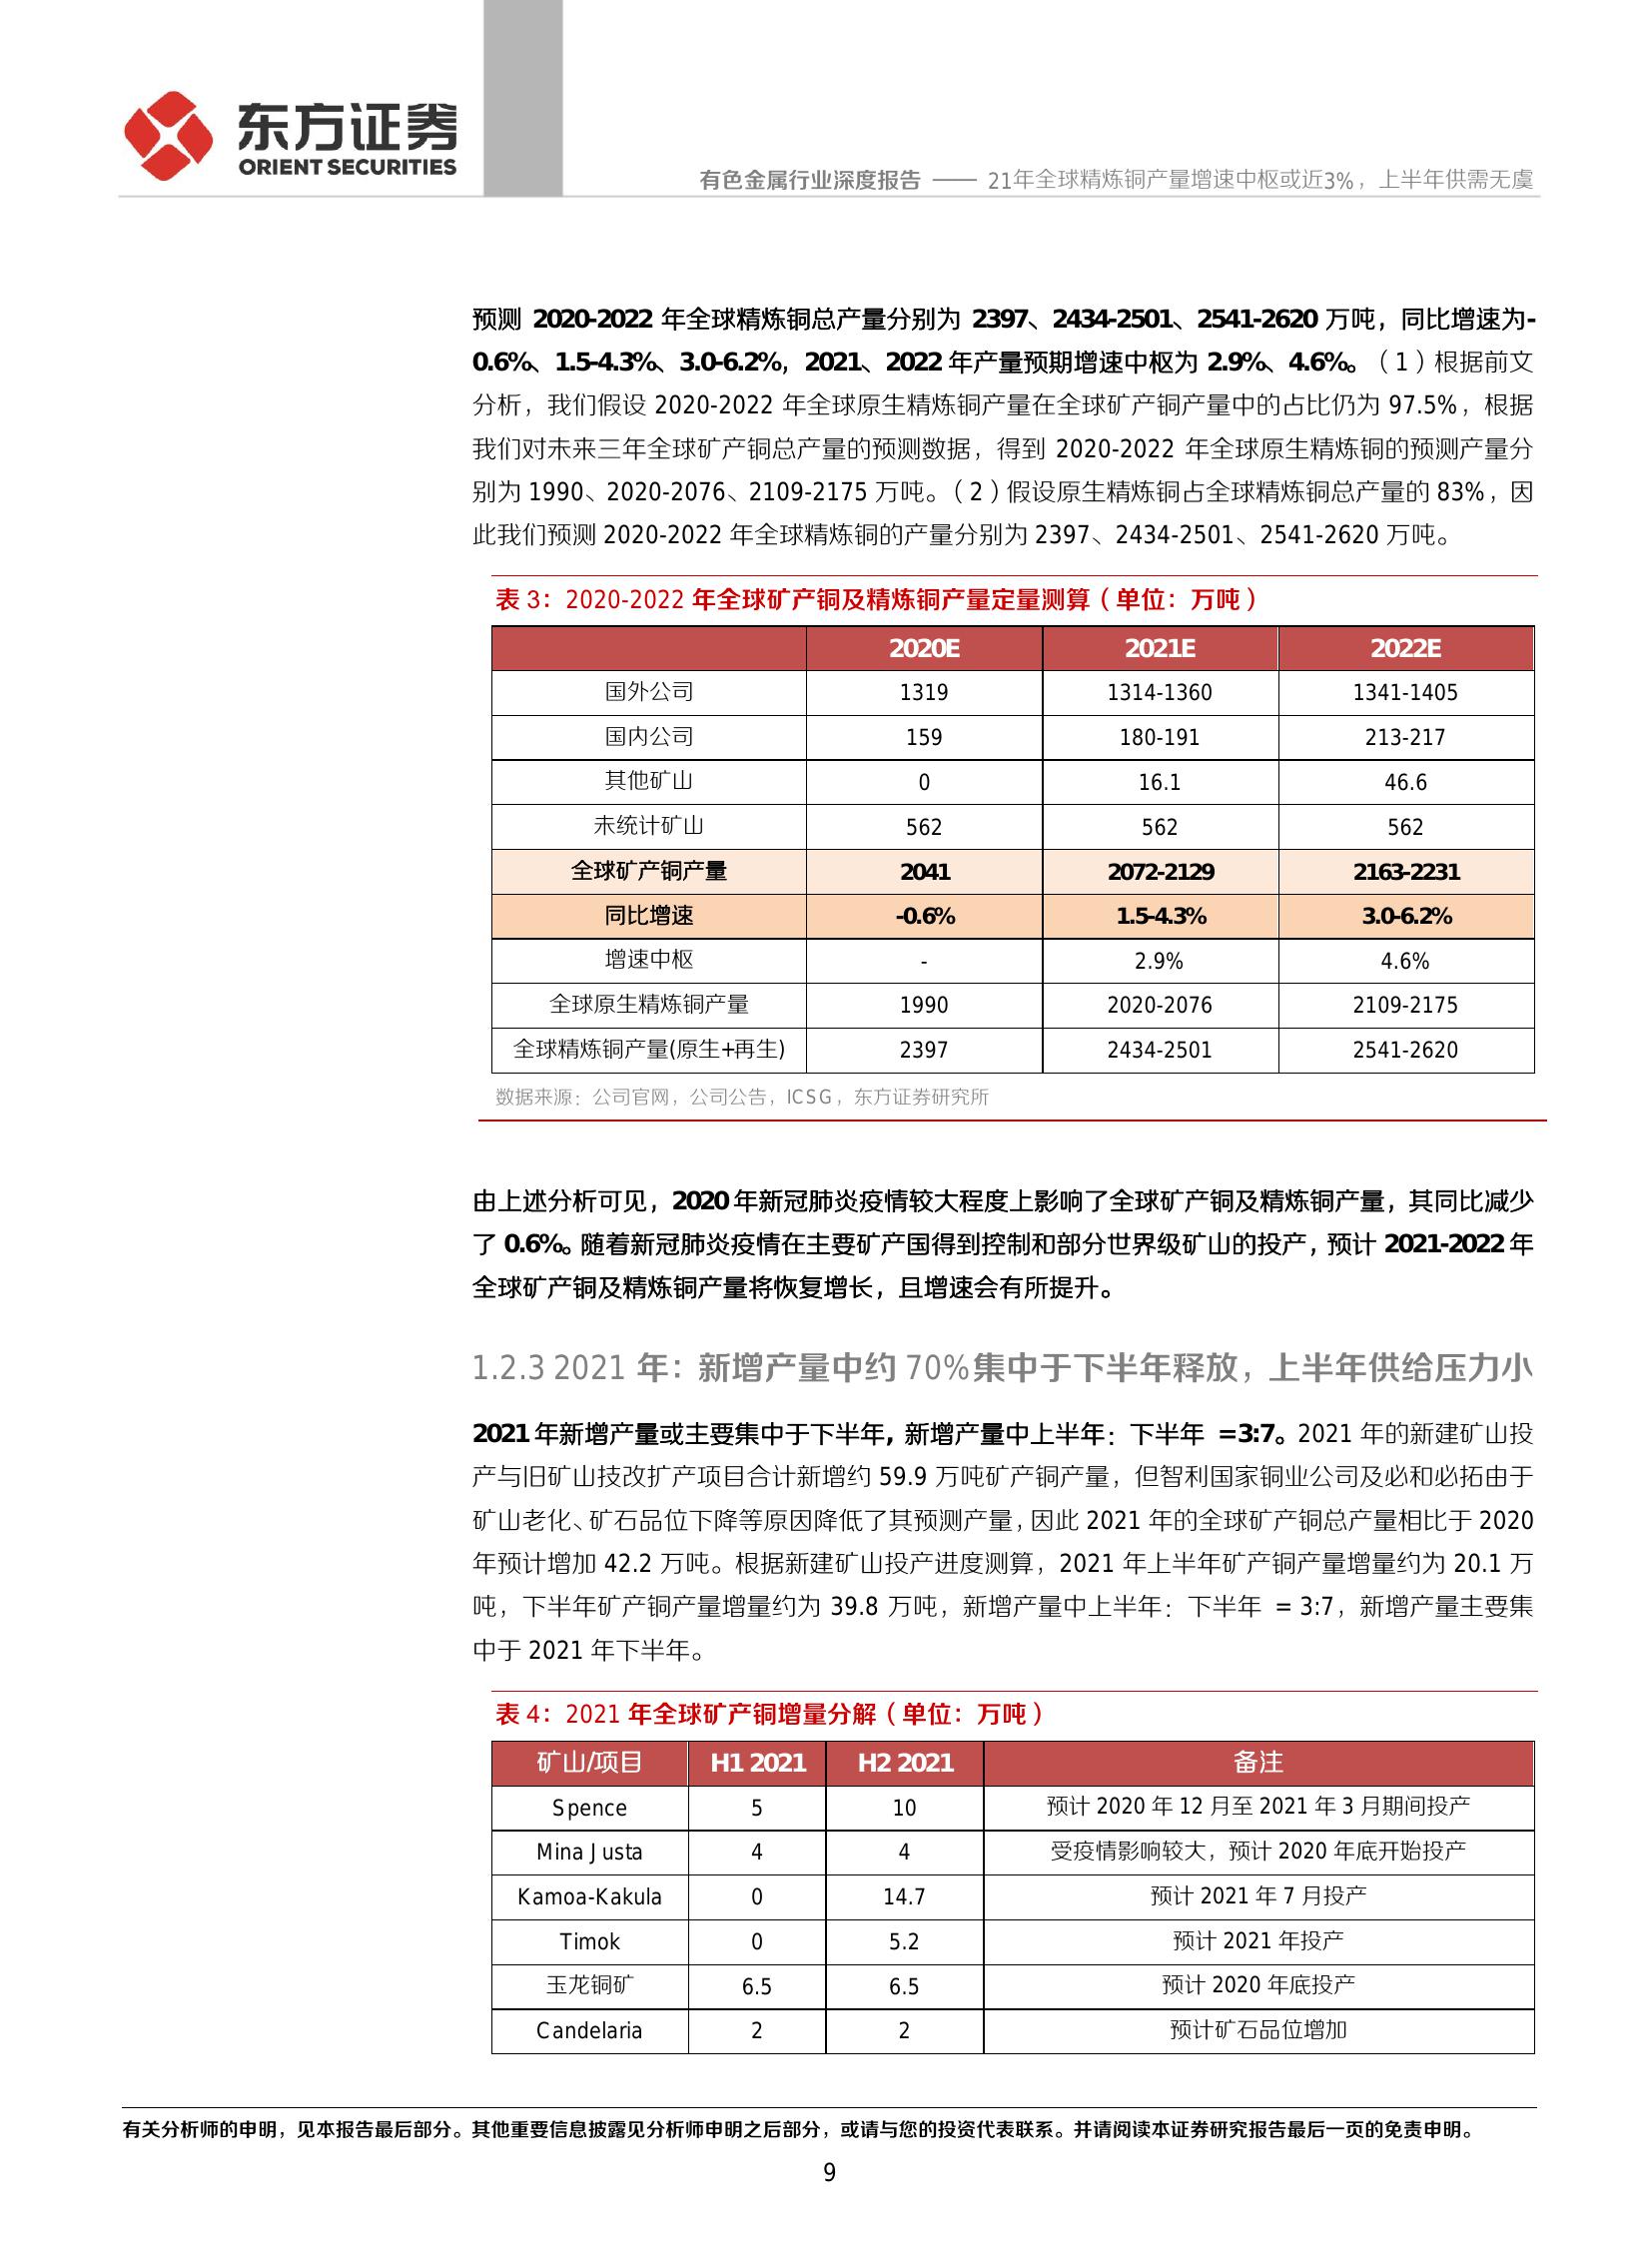 东方证券
ORIENT SECURITIES
有色金属行业深度报告 —— 21年全球精炼铜产量增速中枢或近3%，上半年供需无虞
预测 2020-2022 年全球精炼铜总产量分别为 2397、2434-2501、2541-2620 万吨，同比增速为-
0.6%、1.5-4.3%、3.0-6.2%，2021、2022 年产量预期增速中枢为 2.9%、4.6%。（1）根据前文
分析，我们假设 2020-2022 年全球原生精炼铜产量在全球矿产铜产量中的占比仍为 97.5%，根据
我们对未来三年全球矿产铜总产量的预测数据，得到 2020-2022 年全球原生精炼铜的预测产量分
别为 1990、2020-2076、2109-2175 万吨。（2）假设原生精炼铜占全球精炼铜总产量的 83%，因
此我们预测 2020-2022 年全球精炼铜的产量分别为 2397、2434-2501、2541-2620 万吨。
表 3：2020-2022 年全球矿产铜及精炼铜产量定量测算（单位：万吨）
2020E 2021E 2022E
国外公司 1319 1314-1360 1341-1405
国内公司 159 180-191 213-217
其他矿山 0 16.1 46.6
未统计矿山 562 562 562
全球矿产铜产量 2041 2072-2129 2163-2231
同比增速 -0.6% 1.5-4.3% 3.0-6.2%
增速中枢 - 2.9% 4.6%
全球原生精炼铜产量 1990 2020-2076 2109-2175
全球精炼铜产量(原生+再生) 2397 2434-2501 2541-2620
数据来源：公司官网，公司公告，ICSG，东方证券研究所
由上述分析可见，2020 年新冠肺炎疫情较大程度上影响了全球矿产铜及精炼铜产量，其同比减少
了 0.6%。随着新冠肺炎疫情在主要矿产国得到控制和部分世界级矿山的投产，预计 2021-2022 年
全球矿产铜及精炼铜产量将恢复增长，且增速会有所提升。
1.2.3 2021 年：新增产量中约 70%集中于下半年释放，上半年供给压力小
2021 年新增产量或主要集中于下半年，新增产量中上半年：下半年 =3:7。2021 年的新建矿山投
产与旧矿山技改扩产项目合计新增约 59.9 万吨矿产铜产量，但智利国家铜业公司及必和必拓由于
矿山老化、矿石品位下降等原因降低了其预测产量，因此 2021 年的全球矿产铜总产量相比于 2020
年预计增加 42.2 万吨。根据新建矿山投产进度测算，2021 年上半年矿产铜产量增量约为 20.1 万
吨，下半年矿产铜产量增量约为 39.8 万吨，新增产量中上半年：下半年 = 3:7，新增产量主要集
中于 2021 年下半年。
表 4：2021 年全球矿产铜增量分解（单位：万吨）
矿山/项目 H1 2021 H2 2021 备注
Spence 5 10 预计 2020 年 12 月至 2021 年 3 月期间投产
Mina Justa 4 4 受疫情影响较大，预计 2020 年底开始投产
Kamoa-Kakula 0 14.7 预计 2021 年 7 月投产
Timok 0 5.2 预计 2021 年投产
玉龙铜矿 6.5 6.5 预计 2020 年底投产
Candelaria 2 2 预计矿石品位增加
有关分析师的申明，见本报告最后部分。其他重要信息披露见分析师申明之后部分，或请与您的投资代表联系。并请阅读本证券研究报告最后一页的免责申明。
9